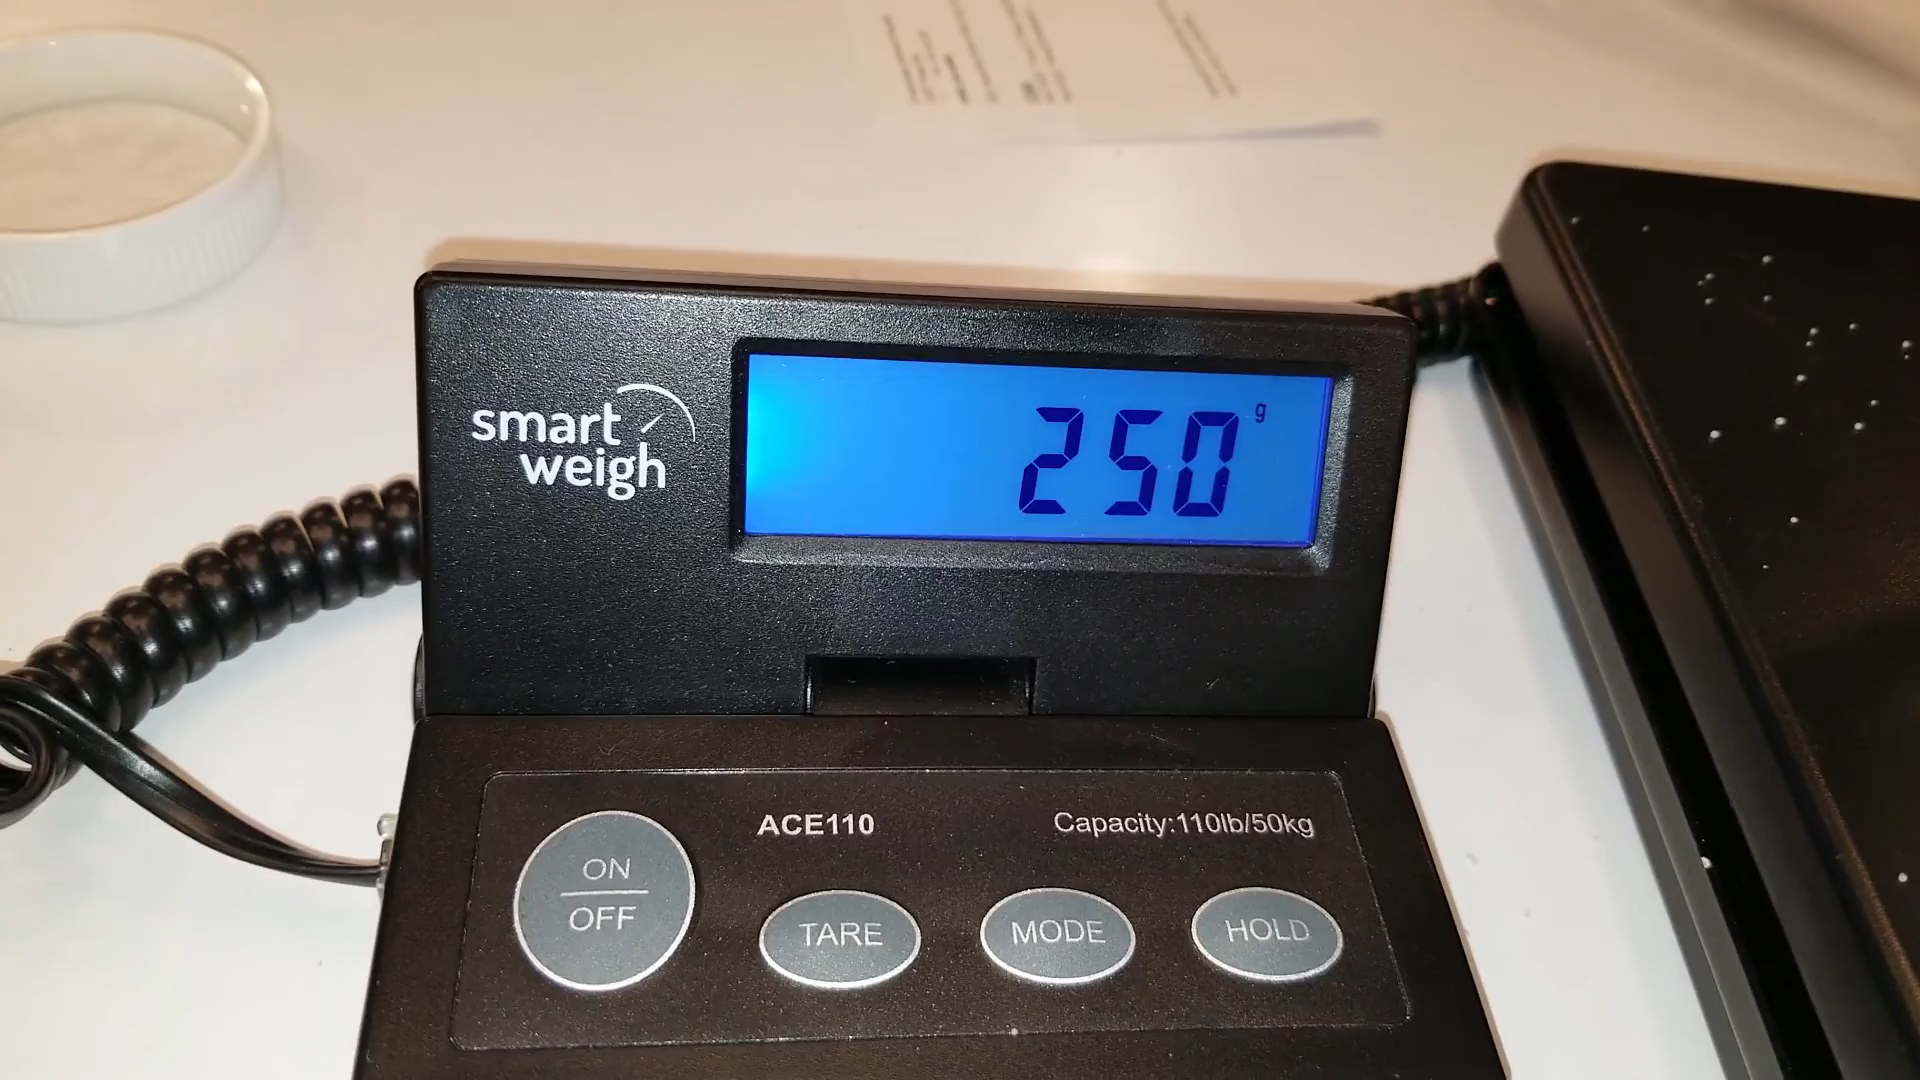 smart
weigh
250 g
ACE110
Capacity:110lb/50kg
ON
OFF
TARE
MODE
HOLD